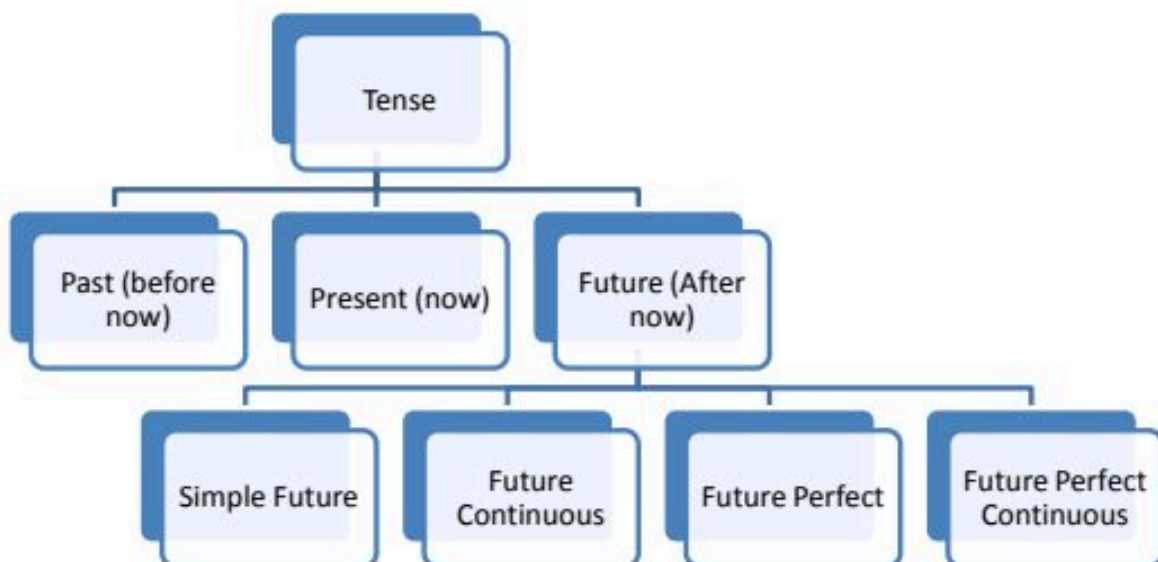 Tense
Past (before
now)
Present (now)
Future (After
now)
Simple Future
Future
Continuous
Future Perfect
Future Perfect
Continuous